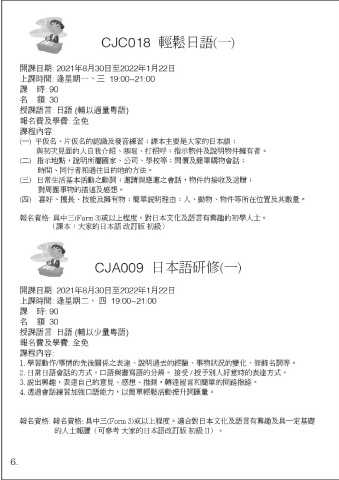 CJC018 輕鬆日語(一)
開課日期: 2021年8月30日至2022年1月22日
上課時間: 逢星期一、三 19:00~21:00
課 時: 90
名 額: 30
授課語言: 日語 (輔以適量粵語)
報名費及學費: 全免
課程內容:
(一) 平假名、片假名的認識及發音練習；課本主要是大家的日本語；
與初次見面的人自我介紹、寒喧、打招呼；指示物件及說明物件擁有者。
(二) 指示地點，說明所屬國家、公司、學校等；問價及簡單購物會話；
時間、同行者和過往目的地的方法。
(三) 日常生活基本活動之動詞；邀請與應邀之會話，物件的接收及送贈；
對周圍事物的描述及感想。
(四) 喜好、擅長、技能及擁有物；簡單說明理由；人、動物、物件等所在位置及其數量。
報名資格: 具中三(Form 3)或以上程度。對日本文化及語言有興趣的初學人士。
（課本：大家的日本語 改訂版 初級）
CJA009 日本語研修(一)
開課日期: 2021年8月30日至2022年1月22日
上課時間: 逢星期二、四 19:00~21:00
課 時: 90
名 額: 30
授課語言: 日語 (輔以少量粵語)
報名費及學費: 全免
課程內容:
1. 學習動作/事情的先後關係之表達、說明過去的經驗、事物狀況的變化、修飾名詞等。
2. 日常日語會話的方式，口語與書寫語的分辨。 接受 / 授予別人好意時的表達方式。
3. 說出興趣，表達自己的意見、感想、推測。轉達留言和簡單的問路指路。
4. 透過會話練習加強口語能力，以簡單輕鬆活動提升詞匯量。
報名資格: 報名資格: 具中三(Form 3)或以上程度。適合對日本文化及語言有興趣及具一定基礎
的人士報讀（可參考 大家的日本語改訂版 初級 II ）。
6.